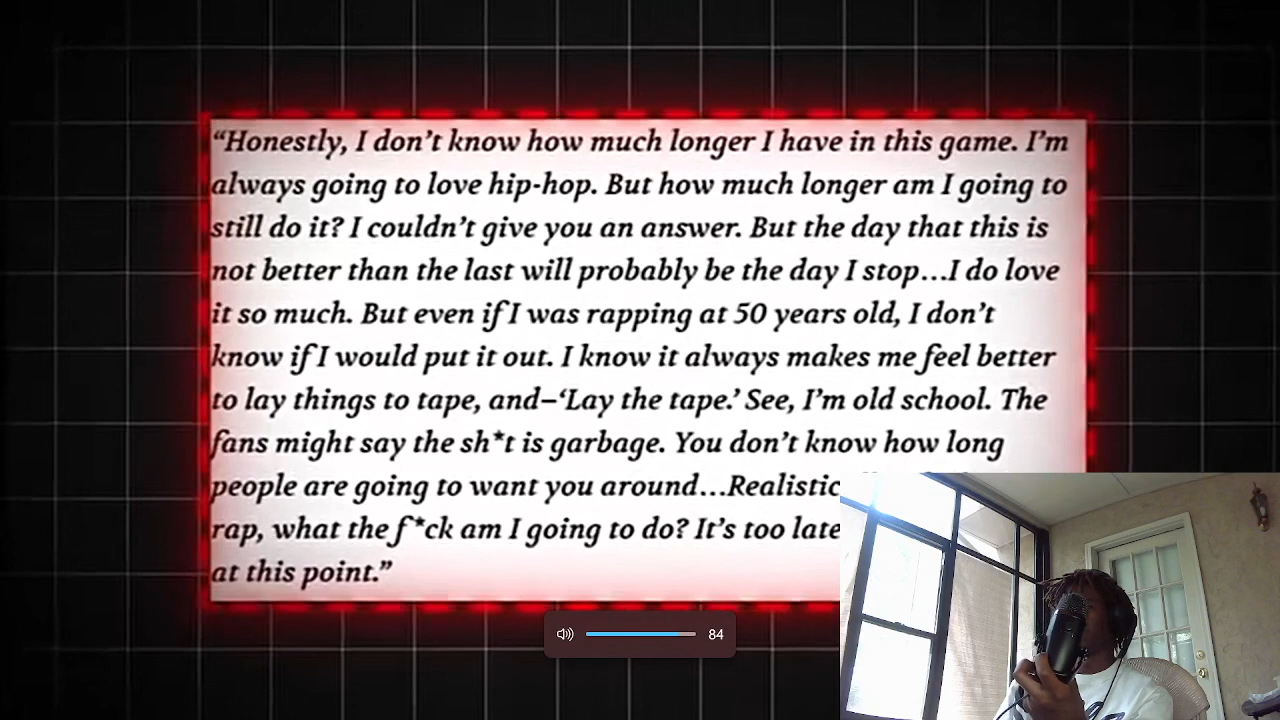 “Honestly, I don’t know how much longer I have in this game. I’m
always going to love hip-hop. But how much longer am I going to
still do it? I couldn’t give you an answer. But the day that this is
not better than the last will probably be the day I stop…I do love
it so much. But even if I was rapping at 50 years old, I don’t
know if I would put it out. I know it always makes me feel better
to lay things to tape, and–‘Lay the tape.’ See, I’m old school. The
fans might say the sh*t is garbage. You don’t know how long
people are going to want you around…Realistic
rap, what the f*ck am I going to do? It’s too late
at this point.”
84